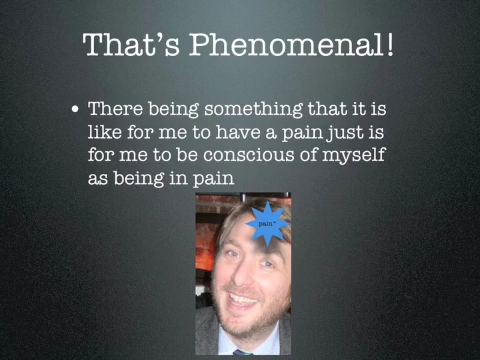 That's Phenomenal!
• There being something that it is
like for me to have a pain just is
for me to be conscious of myself
as being in pain
pain*